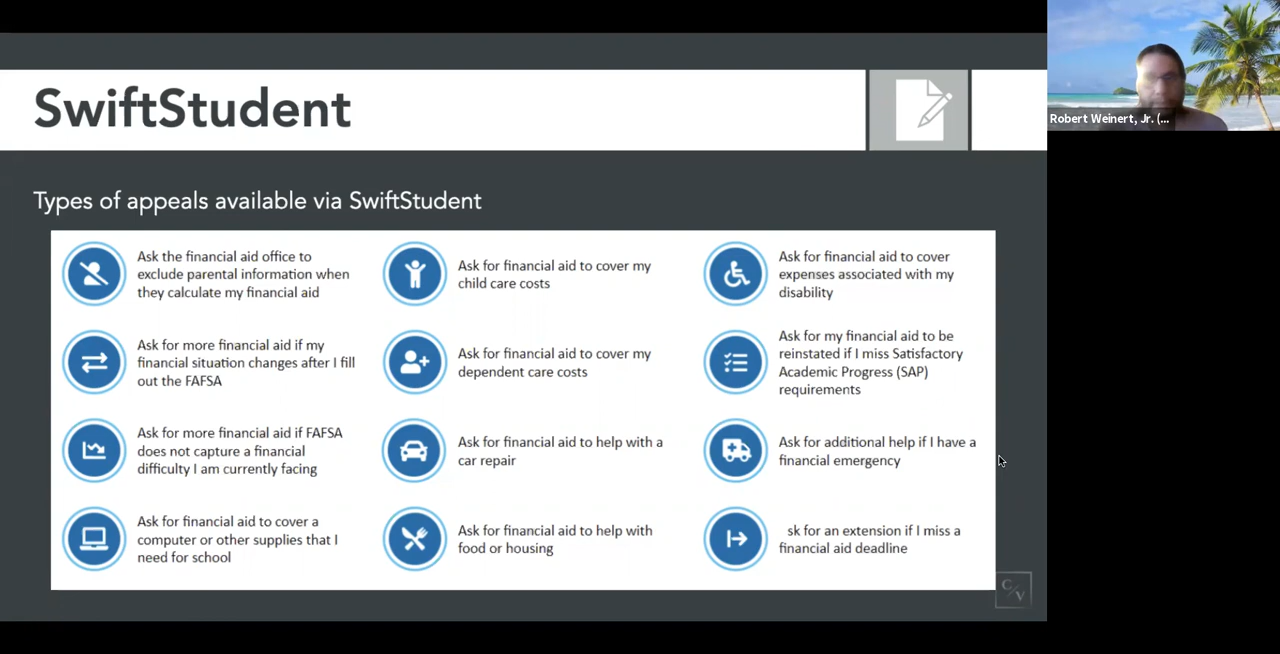 SwiftStudent
Robert Weinert, Jr. (...
Types of appeals available via SwiftStudent
Ask the financial aid office to
exclude parental information when
they calculate my financial aid
Ask for financial aid to cover my
child care costs
Ask for financial aid to cover
expenses associated with my
disability
Ask for more financial aid if my
financial situation changes after I fill
out the FAFSA
Ask for financial aid to cover my
dependent care costs
Ask for my financial aid to be
reinstated if I miss Satisfactory
Academic Progress (SAP)
requirements
Ask for more financial aid if FAFSA
does not capture a financial
difficulty I am currently facing
Ask for financial aid to help with a
car repair
Ask for additional help if I have a
financial emergency
Ask for financial aid to cover a
computer or other supplies that I
need for school
Ask for financial aid to help with
food or housing
sk for an extension if I miss a
financial aid deadline
C/V